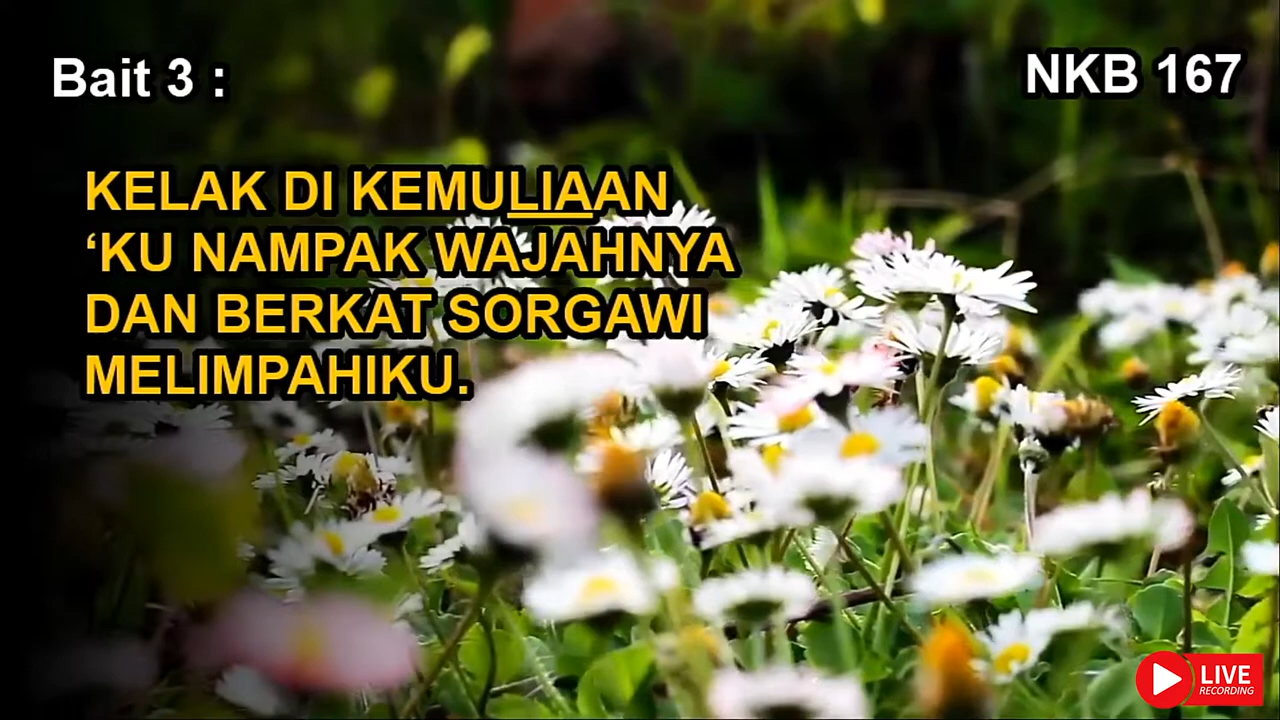 Bait 3 :
NKB 167
KELAK DI KEMULIAAN
‘KU NAMPAK WAJAHNYA
DAN BERKAT SORGAWI
MELIMPAHIKU.
LIVE
RECORDING